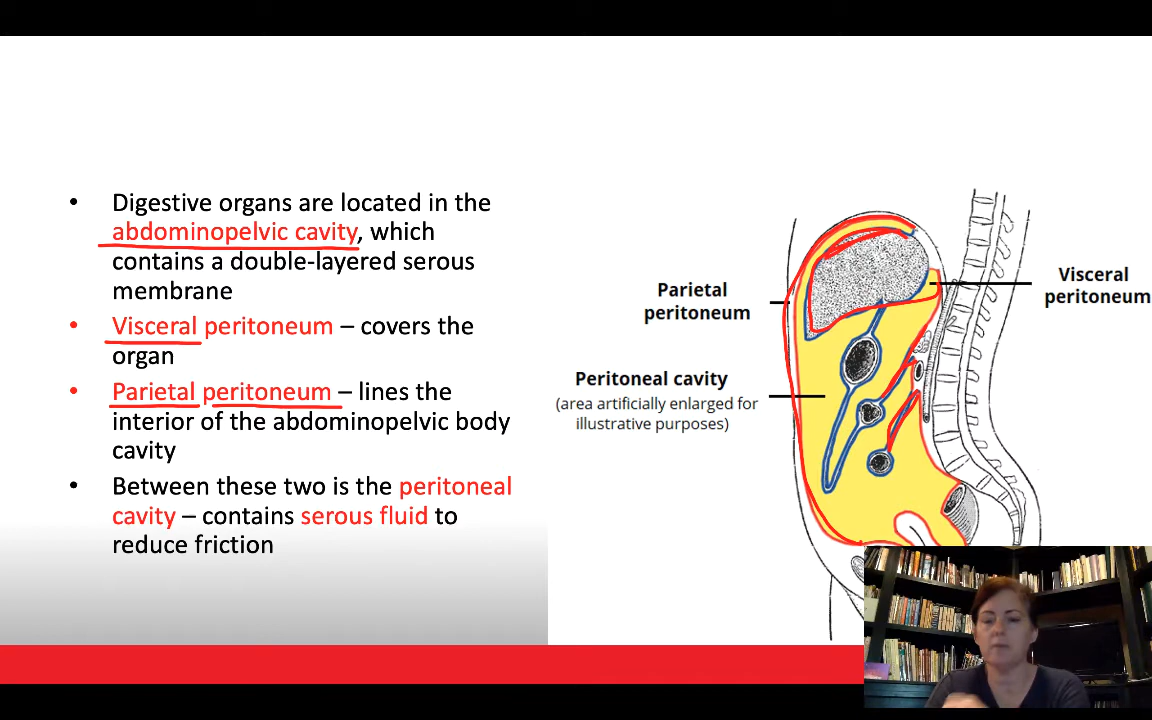 • Digestive organs are located in the
abdominopelvic cavity, which
contains a double-layered serous
membrane
• Visceral peritoneum – covers the
organ
• Parietal peritoneum – lines the
interior of the abdominopelvic body
cavity
• Between these two is the peritoneal
cavity – contains serous fluid to
reduce friction
Parietal
peritoneum
Peritoneal cavity
(area artificially enlarged for
illustrative purposes)
Visceral
peritoneum